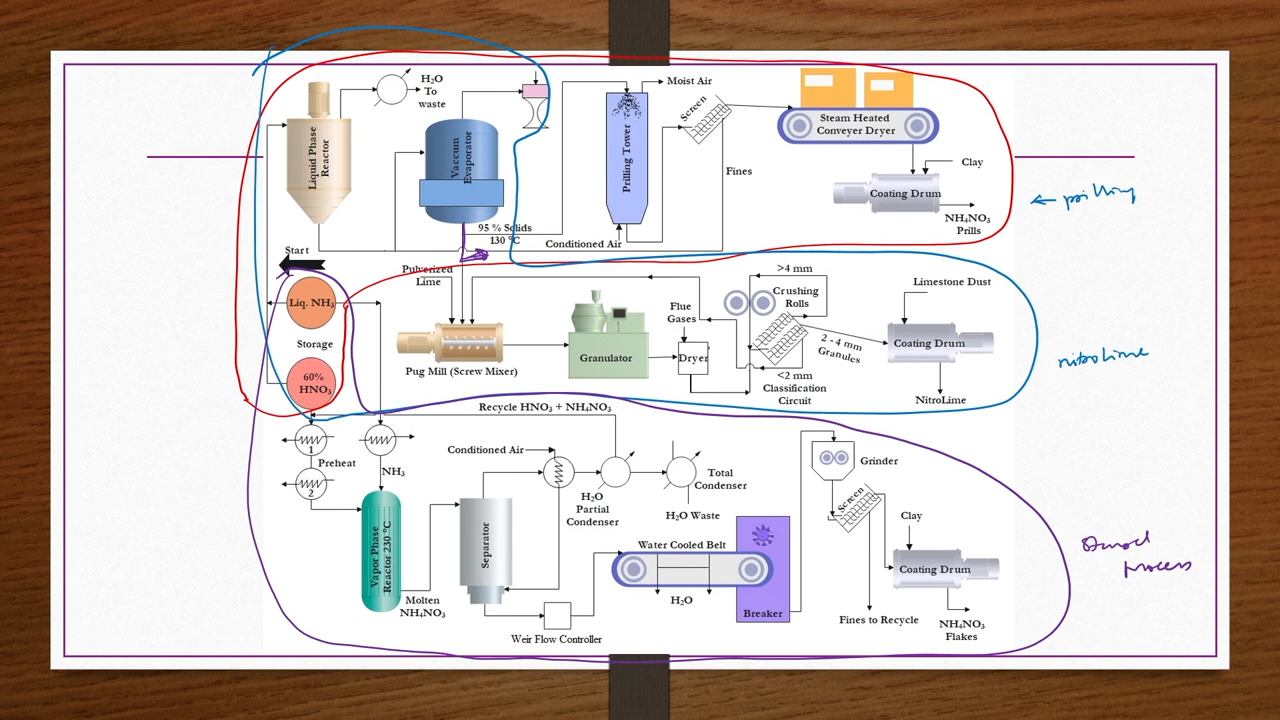 H₂O
To
waste
Liquid Phase
Reactor
Vaccum
Evaporator
95 % Solids
130 °C
Prilling Tower
Moist Air
Conditioned Air
Screen
Fines
Steam Heated
Conveyer Dryer
Clay
Coating Drum
NH₄NO₃
Prills
← prilling
Start
Liq. NH₃
Storage
60%
HNO₃
Pulverized
Lime
Pug Mill (Screw Mixer)
Granulator
Flue
Gases
Dryer
>4 mm
Crushing
Rolls
<2 mm
Classification
Circuit
2 - 4 mm
Granules
Limestone Dust
Coating Drum
NitroLime
nitrolime
Recycle HNO₃ + NH₄NO₃
1
Preheat
2
NH₃
Vapor Phase
Reactor 230 °C
Molten
NH₄NO₃
Conditioned Air
Separator
H₂O
Partial
Condenser
Total
Condenser
H₂O Waste
Weir Flow Controller
Water Cooled Belt
H₂O
Breaker
Grinder
Screen
Clay
Coating Drum
Fines to Recycle
NH₄NO₃
Flakes
process